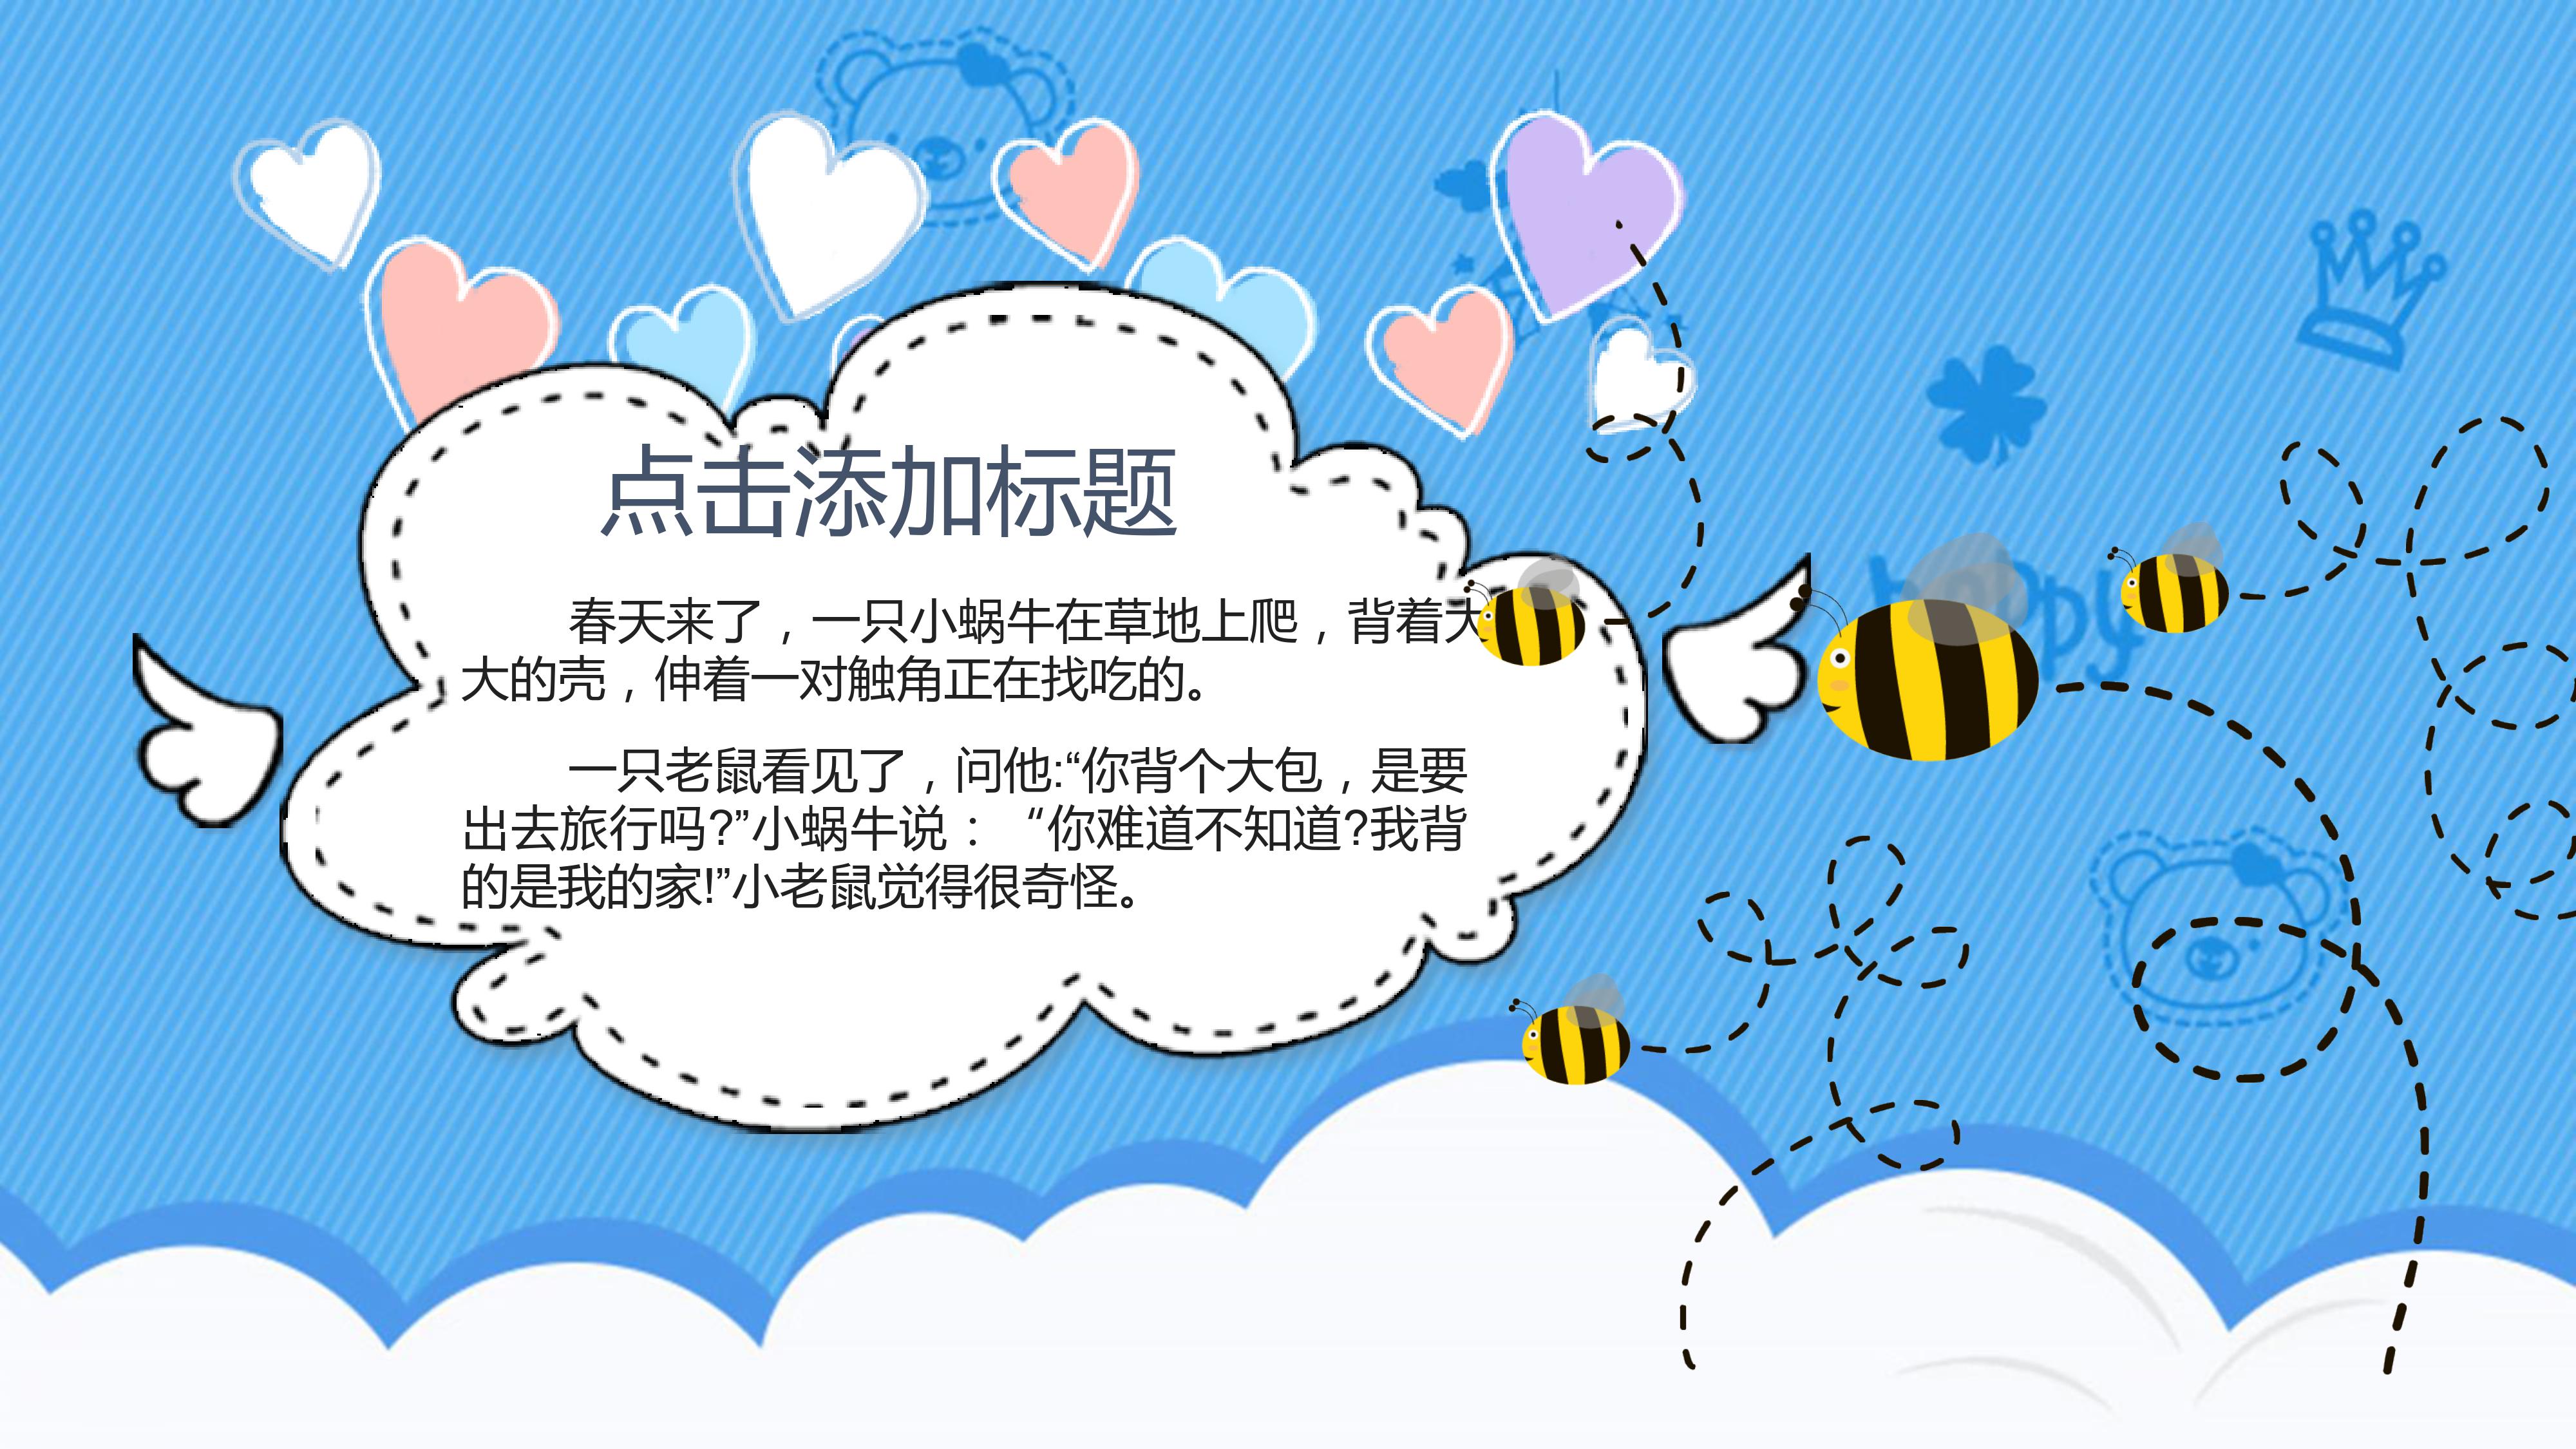 点击添加标题
春天来了，一只小蜗牛在草地上爬，背着大
大的壳，伸着一对触角正在找吃的。
一只老鼠看见了，问他:“你背个大包，是要
出去旅行吗?”小蜗牛说：“你难道不知道?我背
的是我的家!”小老鼠觉得很奇怪。
happy